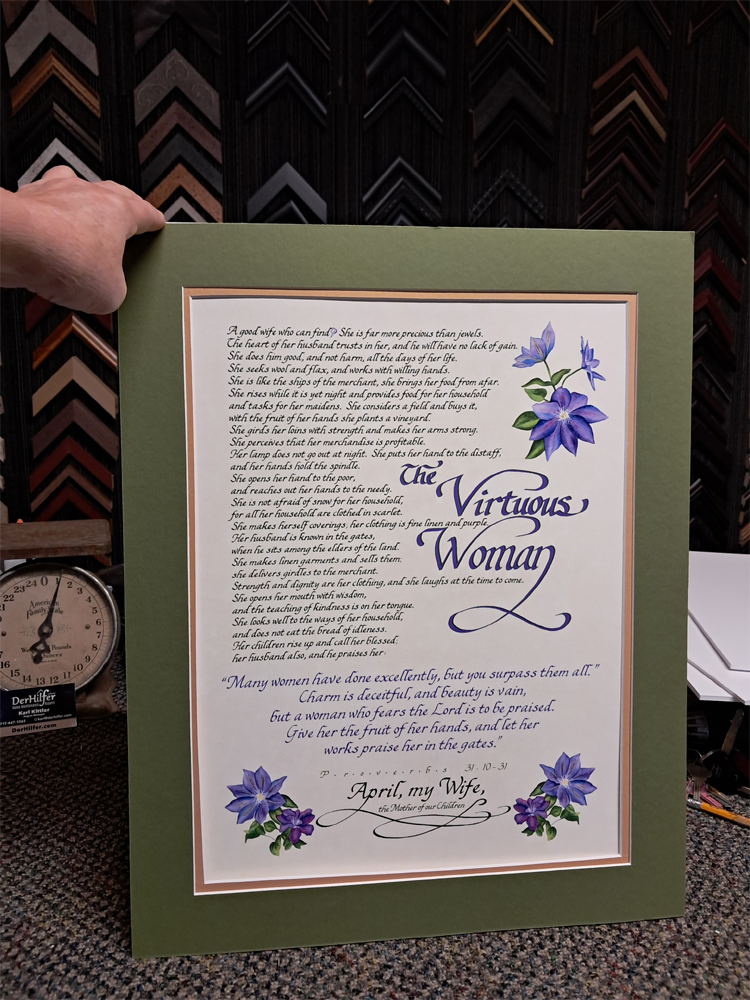 A good wife who can find? She is far more precious than jewels.
The heart of her husband trusts in her, and he will have no lack of gain.
She does him good, and not harm, all the days of her life.
She seeks wool and flax, and works with willing hands.
She is like the ships of the merchant, she brings her food from afar.
She rises while it is yet night and provides food for her household
and tasks for her maidens. She considers a field and buys it,
with the fruit of her hands she plants a vineyard.
She girds her loins with strength and makes her arms strong.
She perceives that her merchandise is profitable.
Her lamp does not go out at night. She puts her hand to the distaff,
and her hands hold the spindle.
She opens her hand to the poor,
and reaches out her hands to the needy.
She is not afraid of snow for her household,
for all her household are clothed in scarlet.
She makes herself coverings; her clothing is fine linen and purple.
Her husband is known in the gates,
when he sits among the elders of the land.
She makes linen garments and sells them;
she delivers girdles to the merchant.
Strength and dignity are her clothing, and she laughs at the time to come.
She opens her mouth with wisdom,
and the teaching of kindness is on her tongue.
She looks well to the ways of her household,
and does not eat the bread of idleness.
Her children rise up and call her blessed;
her husband also, and he praises her:
The
Virtuous
Woman
"Many women have done excellently, but you surpass them all."
Charm is deceitful, and beauty is vain,
but a woman who fears the Lord is to be praised.
Give her the fruit of her hands, and let her
works praise her in the gates."
Proverbs 31·10-31
April, my Wife,
the Mother of our Children
American
Family Scale
DerHilfer
Karl Kittler
DerHilfer.com